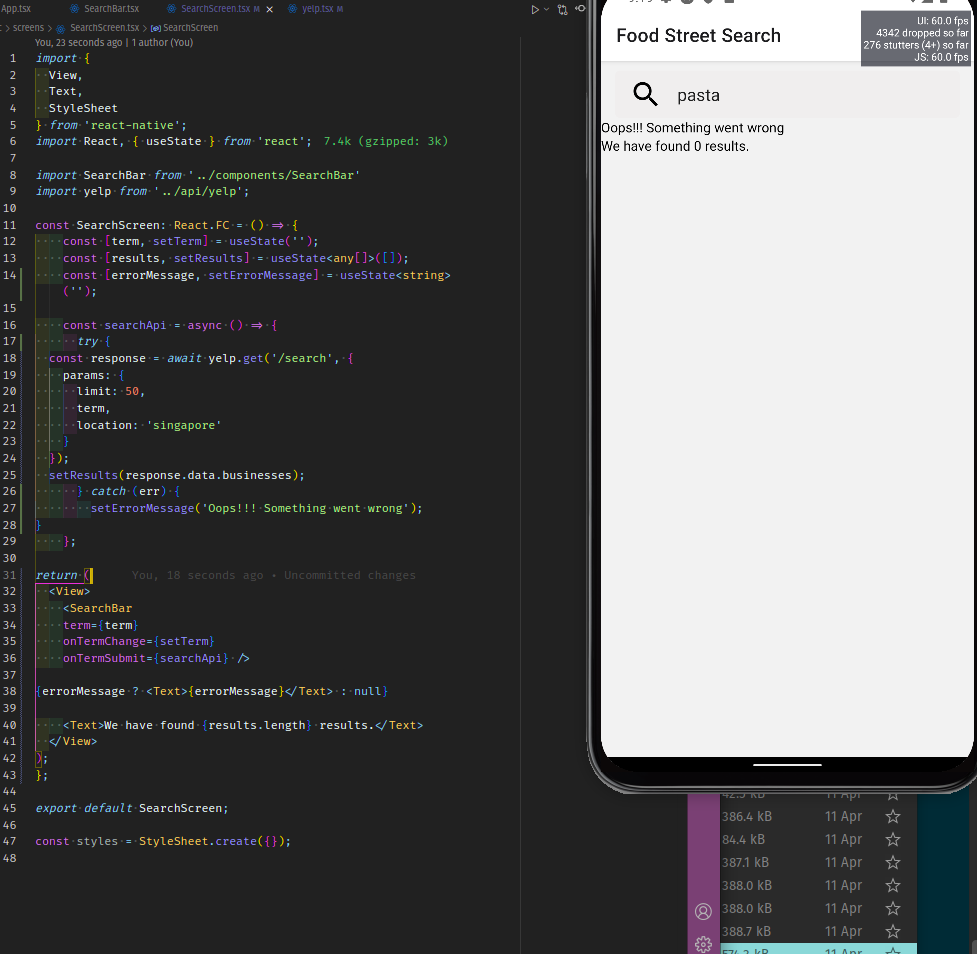 App.tsx SearchBar.tsx SearchScreen.tsx M yelp.tsx M
screens > SearchScreen.tsx > SearchScreen
You, 23 seconds ago | 1 author (You)
1 import {
2 View,
3 Text,
4 StyleSheet
5 } from 'react-native';
6 import React, { useState } from 'react'; 7.4k (gzipped: 3k)
7
8 import SearchBar from '../components/SearchBar'
9 import yelp from '../api/yelp';
10
11 const SearchScreen: React.FC = () => {
12 const [term, setTerm] = useState('');
13 const [results, setResults] = useState<any[]>([]);
14 const [errorMessage, setErrorMessage] = useState<string>
('');
15
16 const searchApi = async () => {
17 try {
18 const response = await yelp.get('/search', {
19 params: {
20 limit: 50,
21 term,
22 location: 'singapore'
23 }
24 });
25 setResults(response.data.businesses);
26 } catch (err) {
27 setErrorMessage('Oops!!! Something went wrong');
28 }
29 };
30
31 return ( You, 18 seconds ago • Uncommitted changes
32 <View>
33 <SearchBar
34 term={term}
35 onTermChange={setTerm}
36 onTermSubmit={searchApi} />
37
38 {errorMessage ? <Text>{errorMessage}</Text> : null}
39
40 <Text>We have found {results.length} results.</Text>
41 </View>
42 );
43 };
44
45 export default SearchScreen;
46
47 const styles = StyleSheet.create({});
48
Food Street Search
UI: 60.0 fps
4342 dropped so far
276 stutters (4+) so far
JS: 60.0 fps
pasta
Oops!!! Something went wrong
We have found 0 results.
42.5 kB 11 Apr
386.4 kB 11 Apr
84.4 kB 11 Apr
387.1 kB 11 Apr
388.0 kB 11 Apr
388.0 kB 11 Apr
388.7 kB 11 Apr
11 Apr